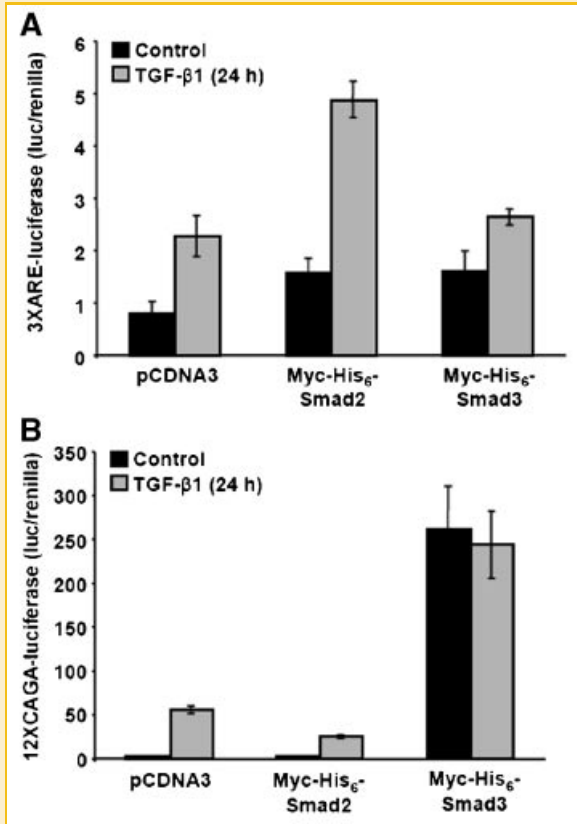 A
3XARE-luciferase (luc/renilla)
6
5
4
3
2
1
0
Control
TGF-β1 (24 h)
pCDNA3
Myc-His₆-
Smad2
Myc-His₆-
Smad3
B
12XCAGA-luciferase (luc/renilla)
350
300
250
200
150
100
50
0
Control
TGF-β1 (24 h)
pCDNA3
Myc-His₆-
Smad2
Myc-His₆-
Smad3